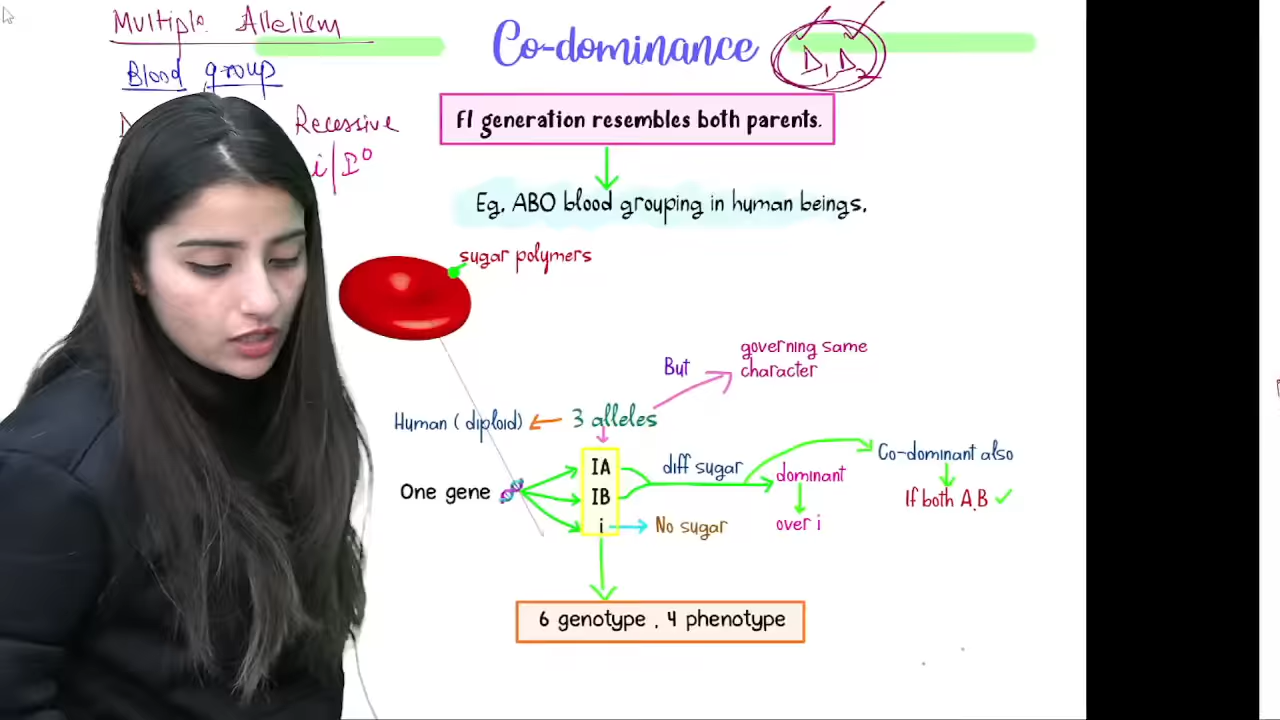 Multiple Allelism
Blood group
Recessive
i/I⁰
Co-dominance
D₁ D₂
F1 generation resembles both parents.
Eg. ABO blood grouping in human beings.
sugar polymers
But
governing same
character
Human ( diploid)
3 alleles
One gene
IA
IB
i
diff sugar
No sugar
dominant
over i
Co-dominant also
If both A,B
6 genotype , 4 phenotype